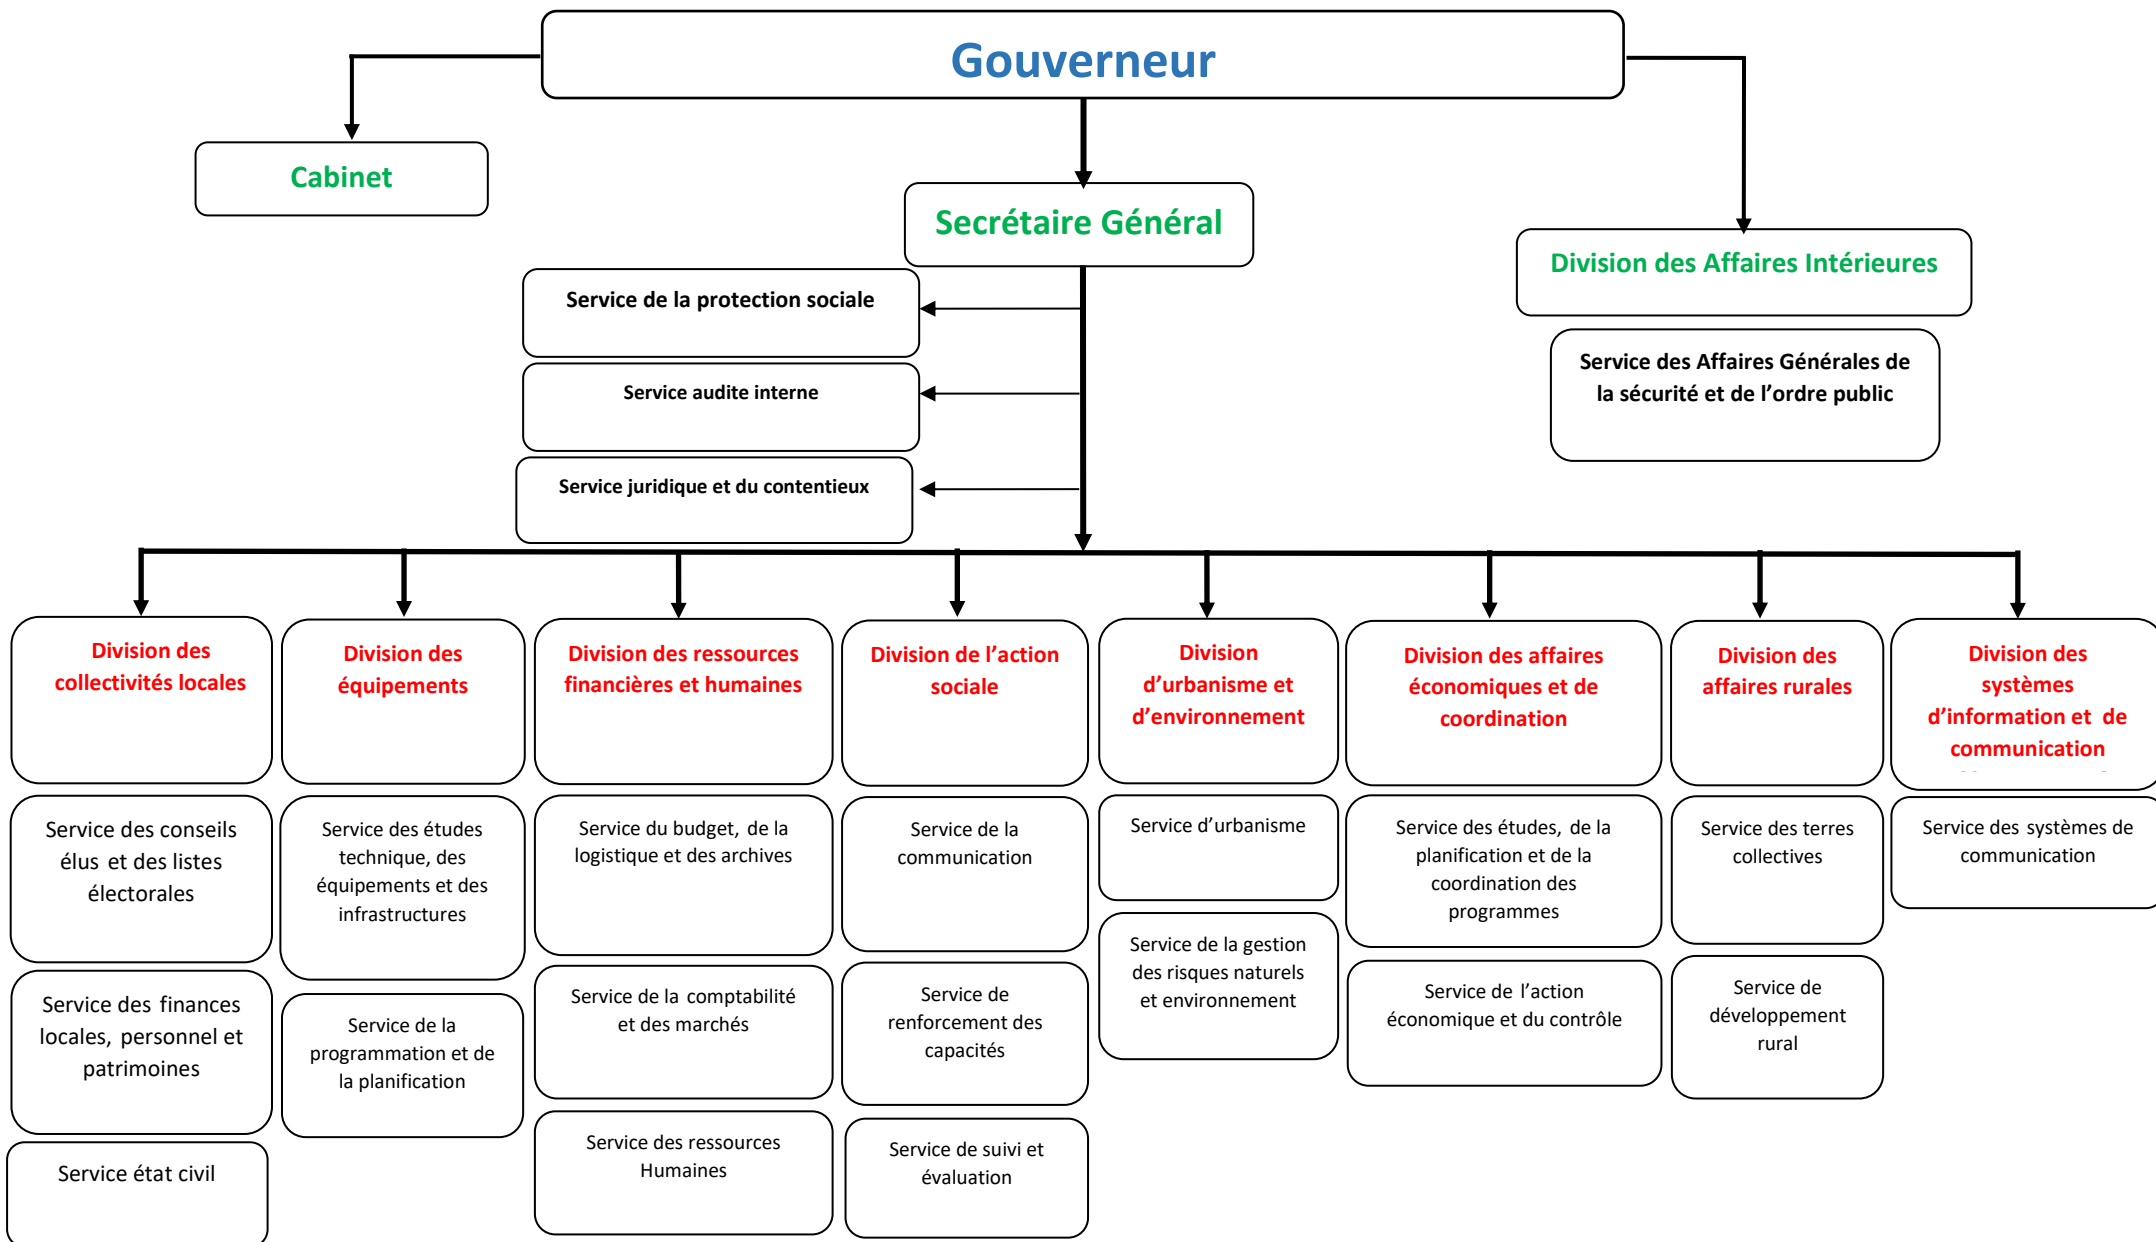 Gouverneur
Cabinet
Secrétaire Général
Division des Affaires Intérieures
Service de la protection sociale
Service des Affaires Générales de
la sécurité et de l’ordre public
Service audite interne
Service juridique et du contentieux
Division des
collectivités locales
Division des
équipements
Division des ressources
financières et humaines
Division de l’action
sociale
Division
d’urbanisme et
d’environnement
Division des affaires
économiques et de
coordination
Division des
affaires rurales
Division des
systèmes
d’information et de
communication
Service des conseils
élus et des listes
électorales
Service des finances
locales, personnel et
patrimoines
Service état civil
Service des études
technique, des
équipements et des
infrastructures
Service de la
programmation et de
la planification
Service du budget, de la
logistique et des archives
Service de la comptabilité
et des marchés
Service des ressources
Humaines
Service de la
communication
Service de
renforcement des
capacités
Service de suivi et
évaluation
Service d’urbanisme
Service de la gestion
des risques naturels
et environnement
Service des études, de la
planification et de la
coordination des
programmes
Service de l’action
économique et du contrôle
Service des terres
collectives
Service de
développement
rural
Service des systèmes de
communication